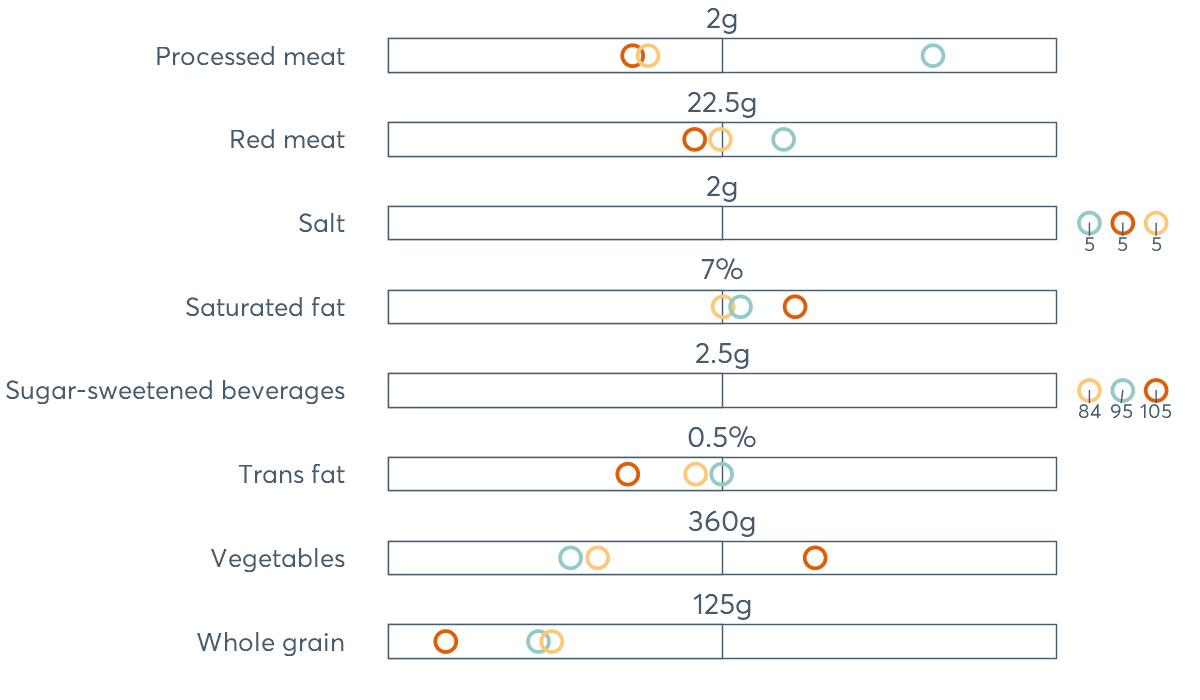 2g
Processed meat
22.5g
Red meat
2g
Salt
5 5 5
7%
Saturated fat
2.5g
Sugar-sweetened beverages
84 95 105
0.5%
Trans fat
360g
Vegetables
125g
Whole grain